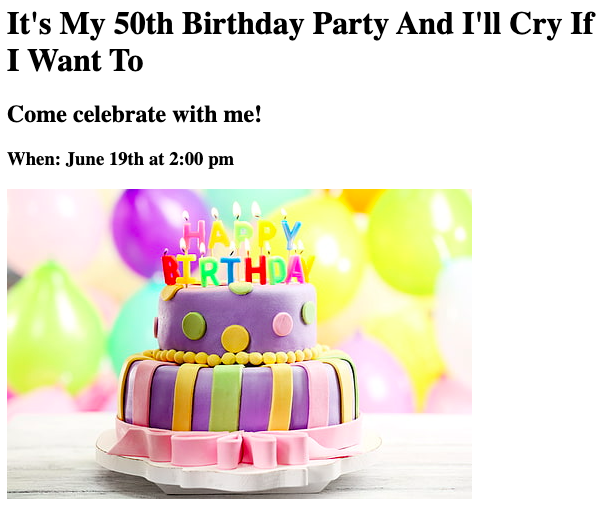 It's My 50th Birthday Party And I'll Cry If
I Want To
Come celebrate with me!
When: June 19th at 2:00 pm
HAPPY
BIRTHDAY